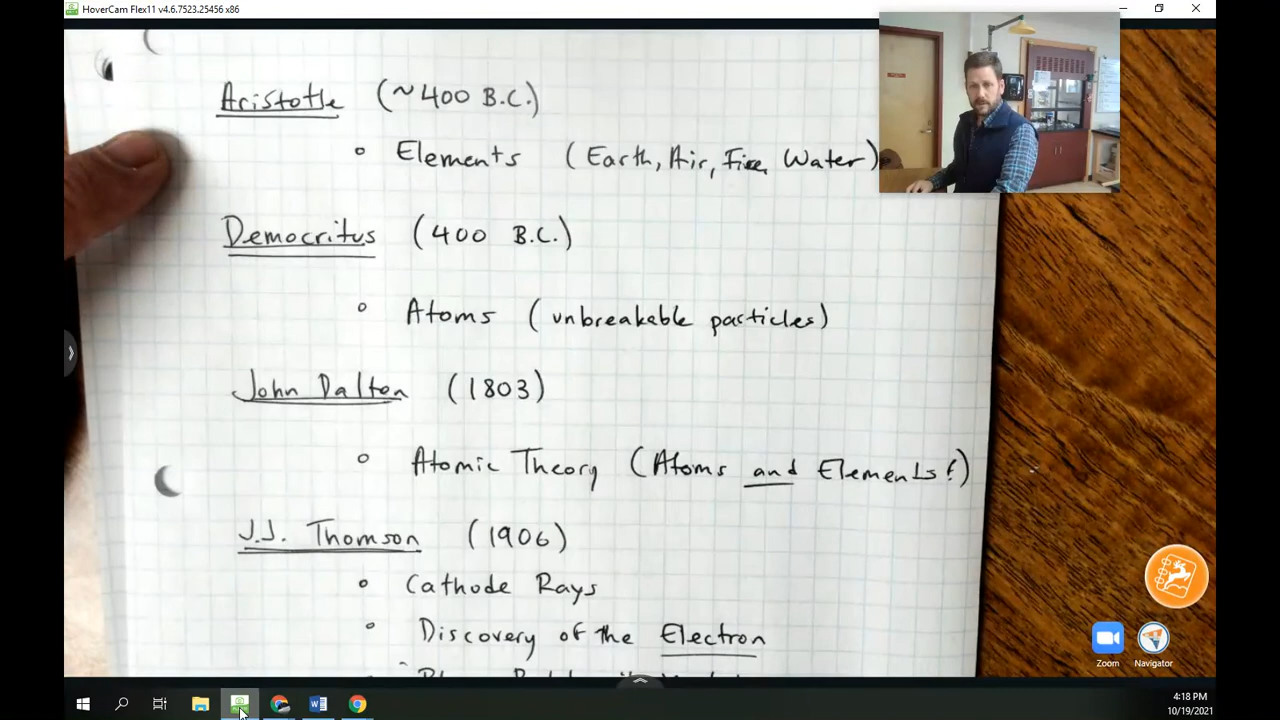 HoverCam Flex11 v4.6.7523.25456 x86
Aristotle (~400 B.C.)
° Elements (Earth, Air, Fire, Water)
Democritus (400 B.C.)
° Atoms (unbreakable particles)
John Dalton (1803)
° Atomic Theory (Atoms and Elements!)
J.J. Thomson (1906)
° Cathode Rays
° Discovery of the Electron
Zoom
Navigator
4:18 PM
10/19/2021